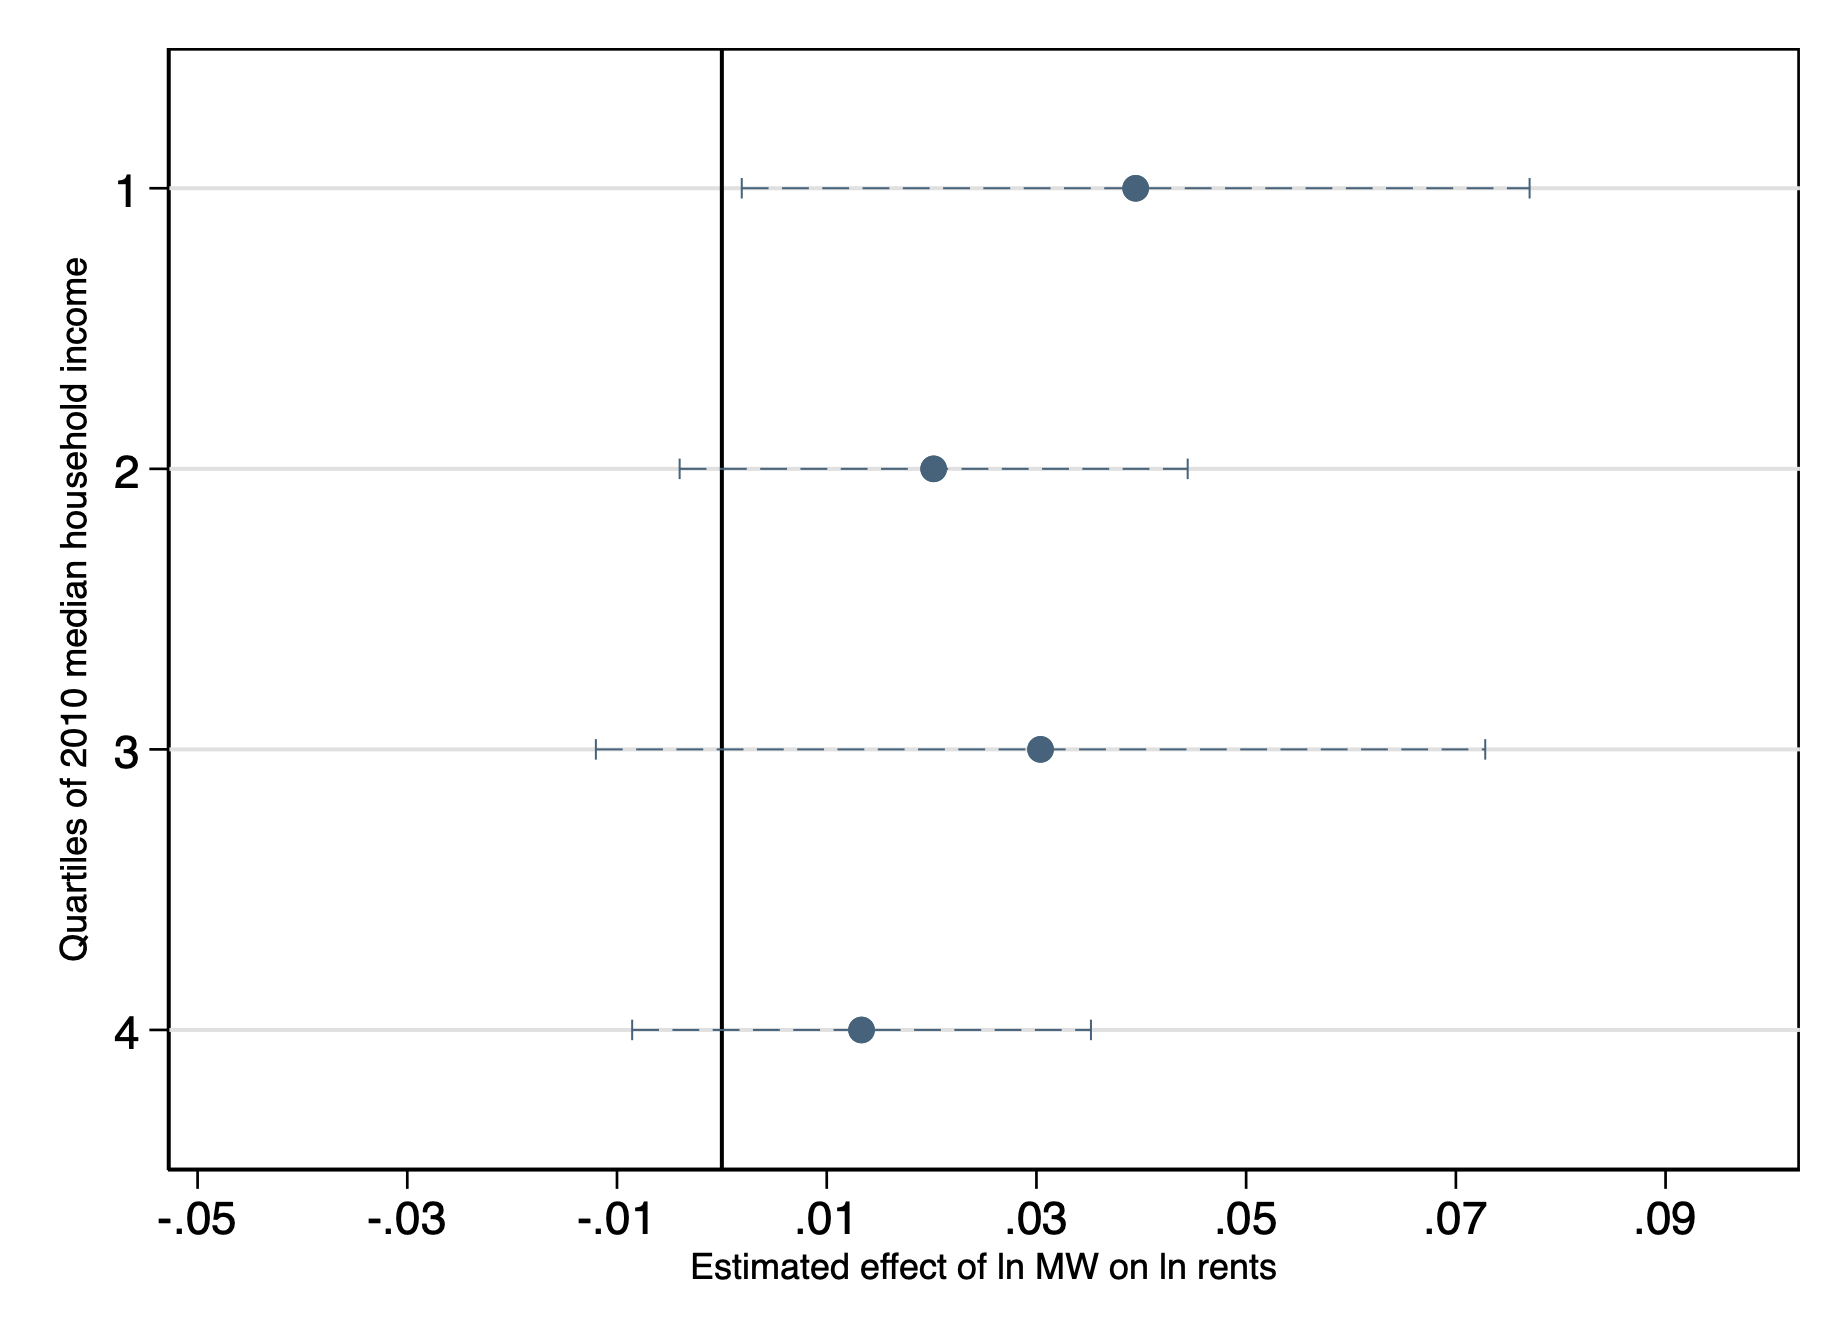 Quartiles of 2010 median household income
1
2
3
4
-.05 -.03 -.01 .01 .03 .05 .07 .09
Estimated effect of ln MW on ln rents